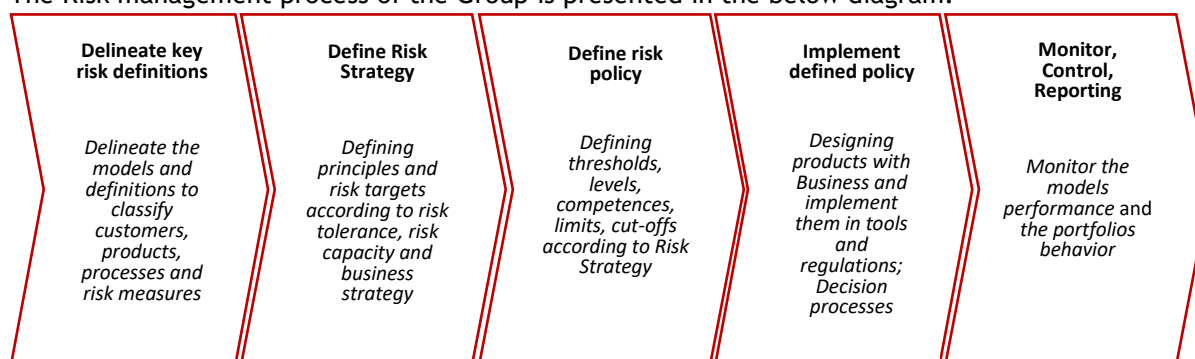 The Risk management process of the Group is presented in the below diagram:
Delineate key
risk definitions
Delineate the
models and
definitions to
classify
customers,
products,
processes and
risk measures
Define Risk
Strategy
Defining
principles and
risk targets
according to risk
tolerance, risk
capacity and
business
strategy
Define risk
policy
Defining
thresholds,
levels,
competences,
limits, cut-offs
according to Risk
Strategy
Implement
defined policy
Designing
products with
Business and
implement
them in tools
and
regulations;
Decision
processes
Monitor,
Control,
Reporting
Monitor the
models
performance and
the portfolios
behavior